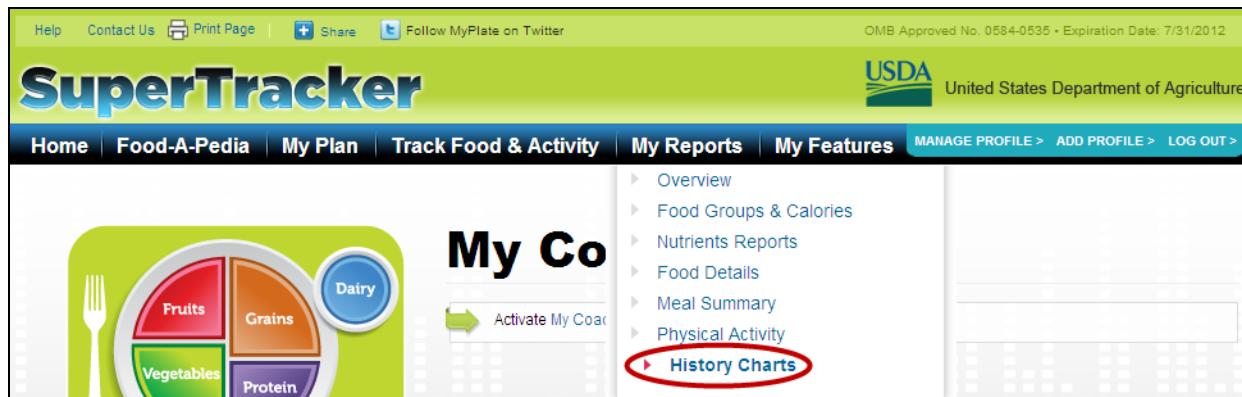 Help Contact Us Print Page Share Follow MyPlate on Twitter OMB Approved No. 0584-0535 • Expiration Date: 7/31/2012
SuperTracker USDA United States Department of Agriculture
Home Food-A-Pedia My Plan Track Food & Activity My Reports My Features MANAGE PROFILE > ADD PROFILE > LOG OUT >
Overview
Food Groups & Calories
Nutrients Reports
Food Details
Meal Summary
Physical Activity
History Charts
My Co
Activate My Coac
Fruits
Grains
Dairy
Vegetables
Protein